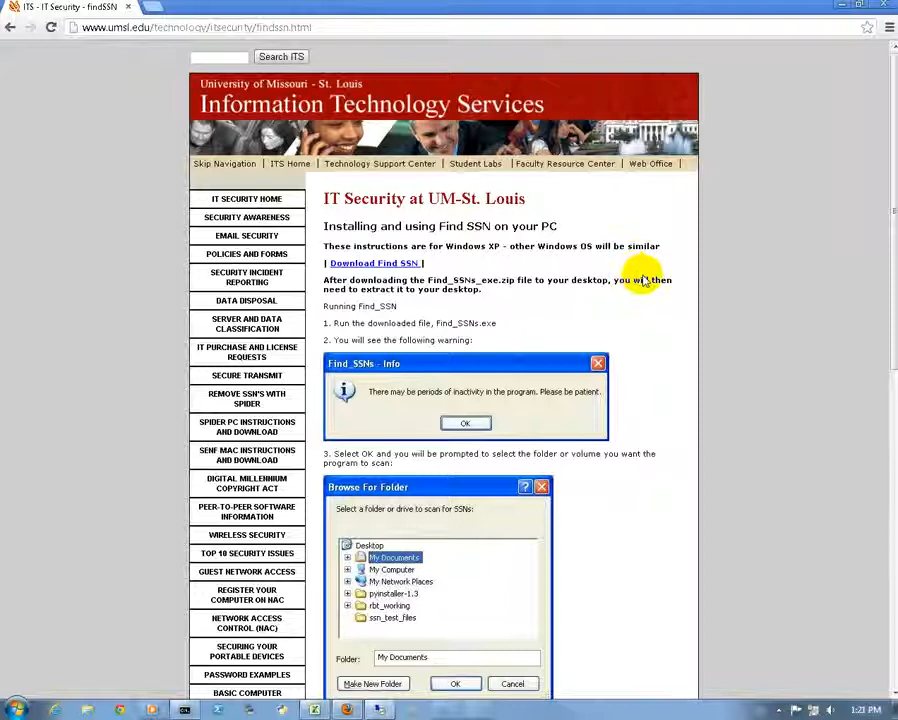 ITS - IT Security - findSSN
www.umsl.edu/technology/itsecurity/findssn.html
Search ITS
University of Missouri - St. Louis
Information Technology Services
Skip Navigation | ITS Home | Technology Support Center | Student Labs | Faculty Resource Center | Web Office |
IT SECURITY HOME
SECURITY AWARENESS
EMAIL SECURITY
POLICIES AND FORMS
SECURITY INCIDENT
REPORTING
DATA DISPOSAL
SERVER AND DATA
CLASSIFICATION
IT PURCHASE AND LICENSE
REQUESTS
SECURE TRANSMIT
REMOVE SSN'S WITH
SPIDER
SPIDER PC INSTRUCTIONS
AND DOWNLOAD
SENF MAC INSTRUCTIONS
AND DOWNLOAD
DIGITAL MILLENNIUM
COPYRIGHT ACT
PEER-TO-PEER SOFTWARE
INFORMATION
WIRELESS SECURITY
TOP 10 SECURITY ISSUES
GUEST NETWORK ACCESS
REGISTER YOUR
COMPUTER ON NAC
NETWORK ACCESS
CONTROL (NAC)
SECURING YOUR
PORTABLE DEVICES
PASSWORD EXAMPLES
BASIC COMPUTER
IT Security at UM-St. Louis
Installing and using Find SSN on your PC
These instructions are for Windows XP - other Windows OS will be similar
| Download Find SSN |
After downloading the Find_SSNs_exe.zip file to your desktop, you will then
need to extract it to your desktop.
Running Find_SSN
1. Run the downloaded file, Find_SSNs.exe
2. You will see the following warning:
Find_SSNs - Info
There may be periods of inactivity in the program. Please be patient.
OK
3. Select OK and you will be prompted to select the folder or volume you want the
program to scan:
Browse For Folder
Select a folder or drive to scan for SSNs:
Desktop
My Documents
My Computer
My Network Places
pyinstaller-1.3
rbt_working
ssn_test_files
Folder: My Documents
Make New Folder OK Cancel
1:21 PM